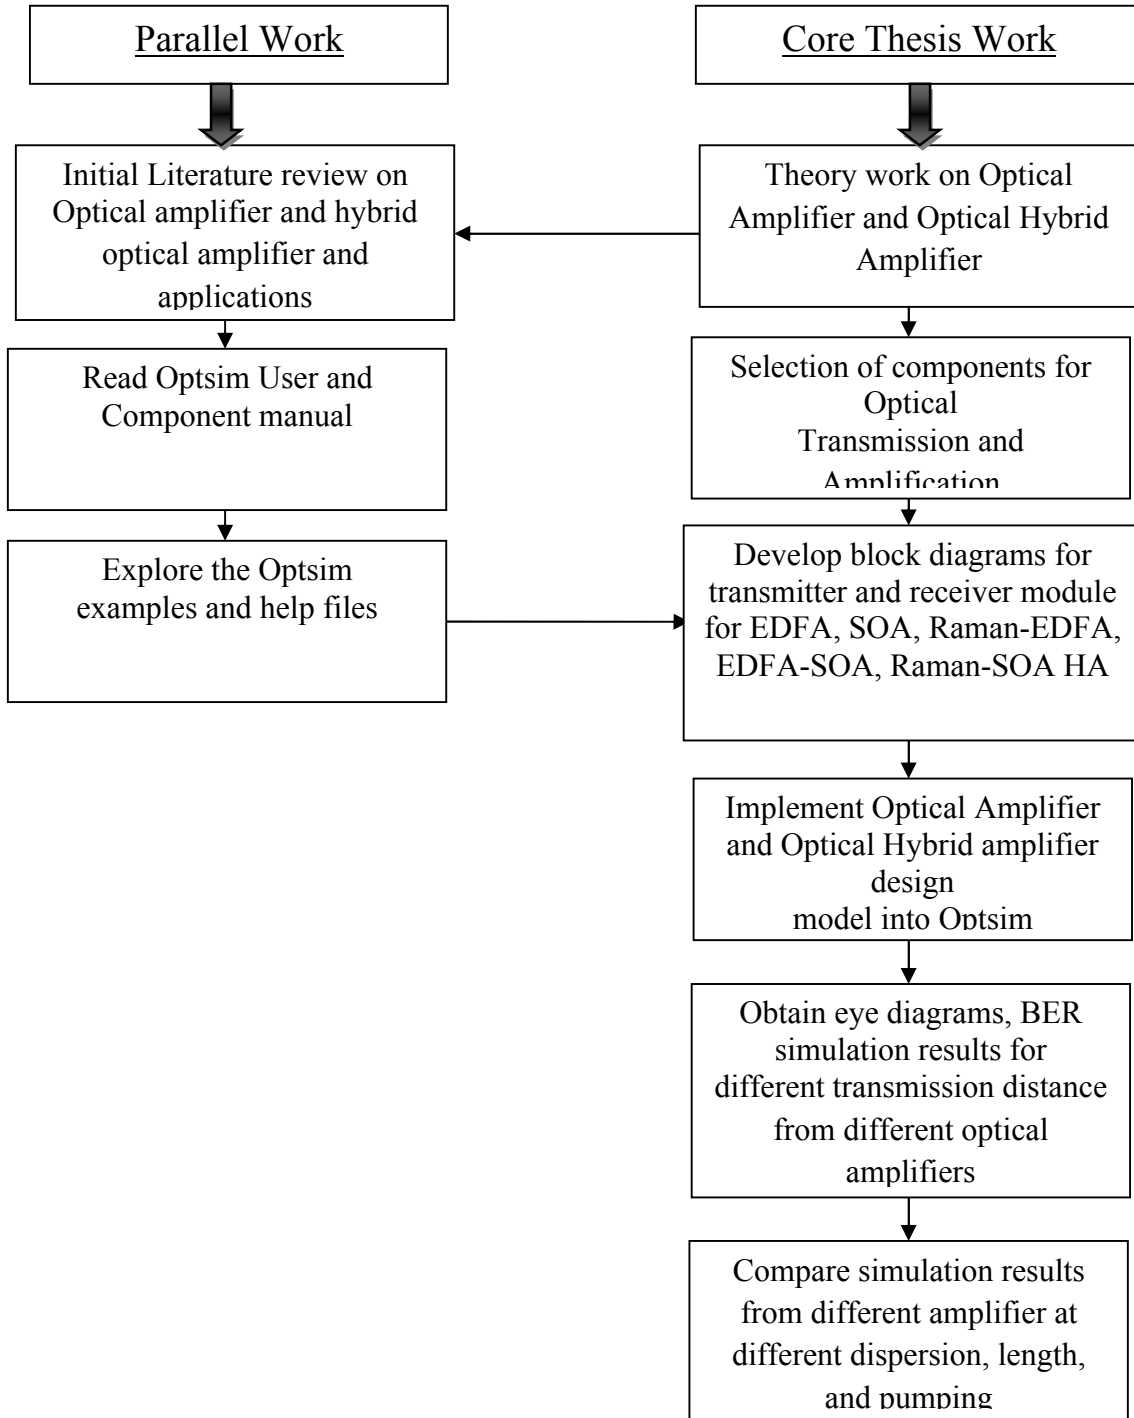 Parallel Work
Initial Literature review on
Optical amplifier and hybrid
optical amplifier and
applications
Read Optsim User and
Component manual
Explore the Optsim
examples and help files
Core Thesis Work
Theory work on Optical
Amplifier and Optical Hybrid
Amplifier
Selection of components for
Optical
Transmission and
Amplification
Develop block diagrams for
transmitter and receiver module
for EDFA, SOA, Raman-EDFA,
EDFA-SOA, Raman-SOA HA
Implement Optical Amplifier
and Optical Hybrid amplifier
design
model into Optsim
Obtain eye diagrams, BER
simulation results for
different transmission distance
from different optical
amplifiers
Compare simulation results
from different amplifier at
different dispersion, length,
and pumping